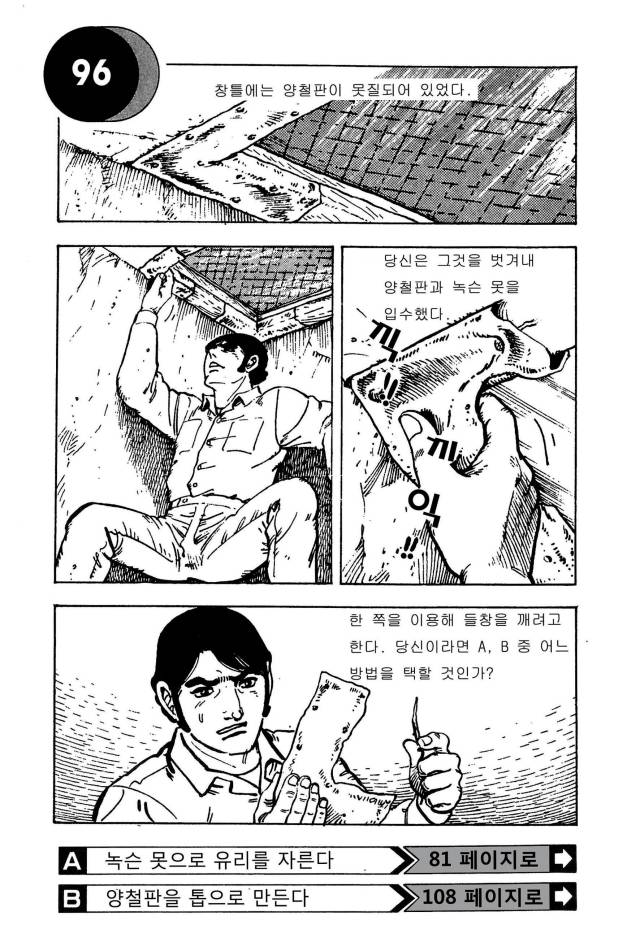 96
창틀에는 양철판이 못질되어 있었다.
당신은 그것을 벗겨내
양철판과 녹슨 못을
입수했다.
끼
!!
끼
익
!!
한 쪽을 이용해 들창을 깨려고
한다. 당신이라면 A, B 중 어느
방법을 택할 것인가?
A 녹슨 못으로 유리를 자른다 81 페이지로
B 양철판을 톱으로 만든다 108 페이지로